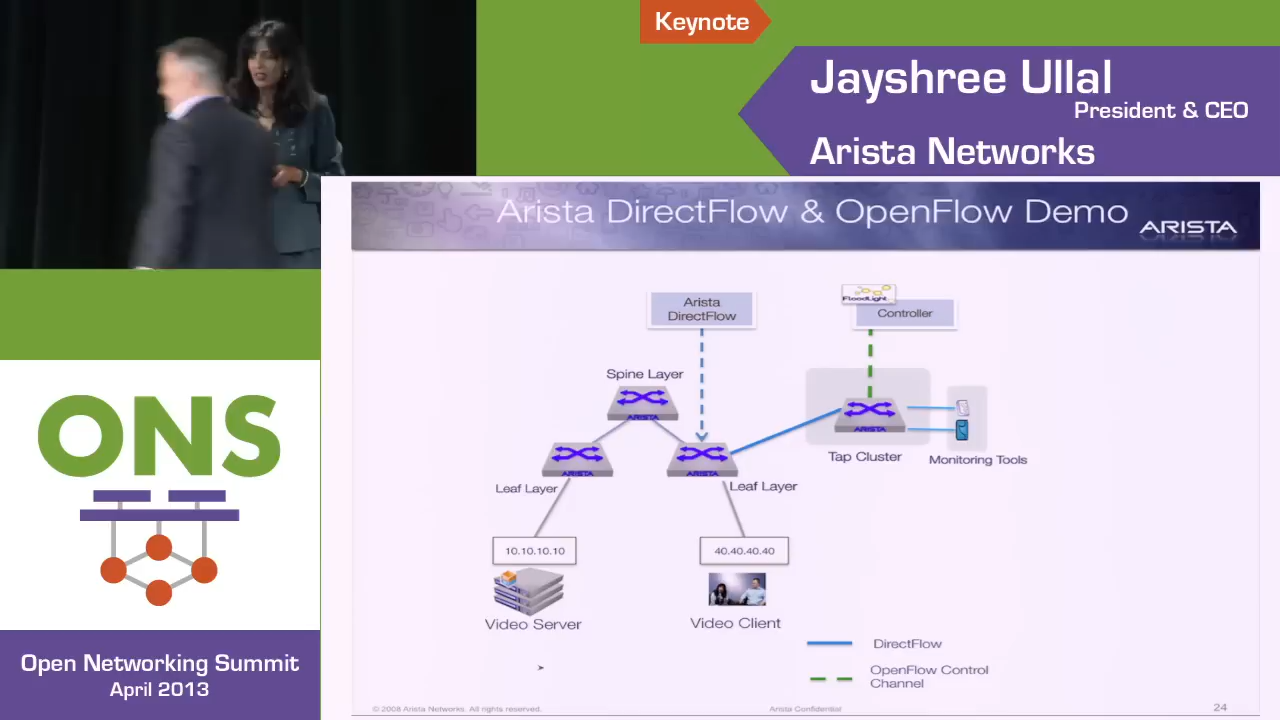 Keynote
Jayshree Ullal
President & CEO
Arista Networks
Arista DirectFlow & OpenFlow Demo
ARISTA
Arista
DirectFlow
FloodLight
Controller
Spine Layer
ARISTA
ARISTA
ARISTA
ARISTA
Tap Cluster
Monitoring Tools
Leaf Layer
Leaf Layer
10.10.10.10
40.40.40.40
Video Server
Video Client
DirectFlow
OpenFlow Control
Channel
© 2008 Arista Networks. All rights reserved.
Arista Confidential
24
ONS
Open Networking Summit
April 2013